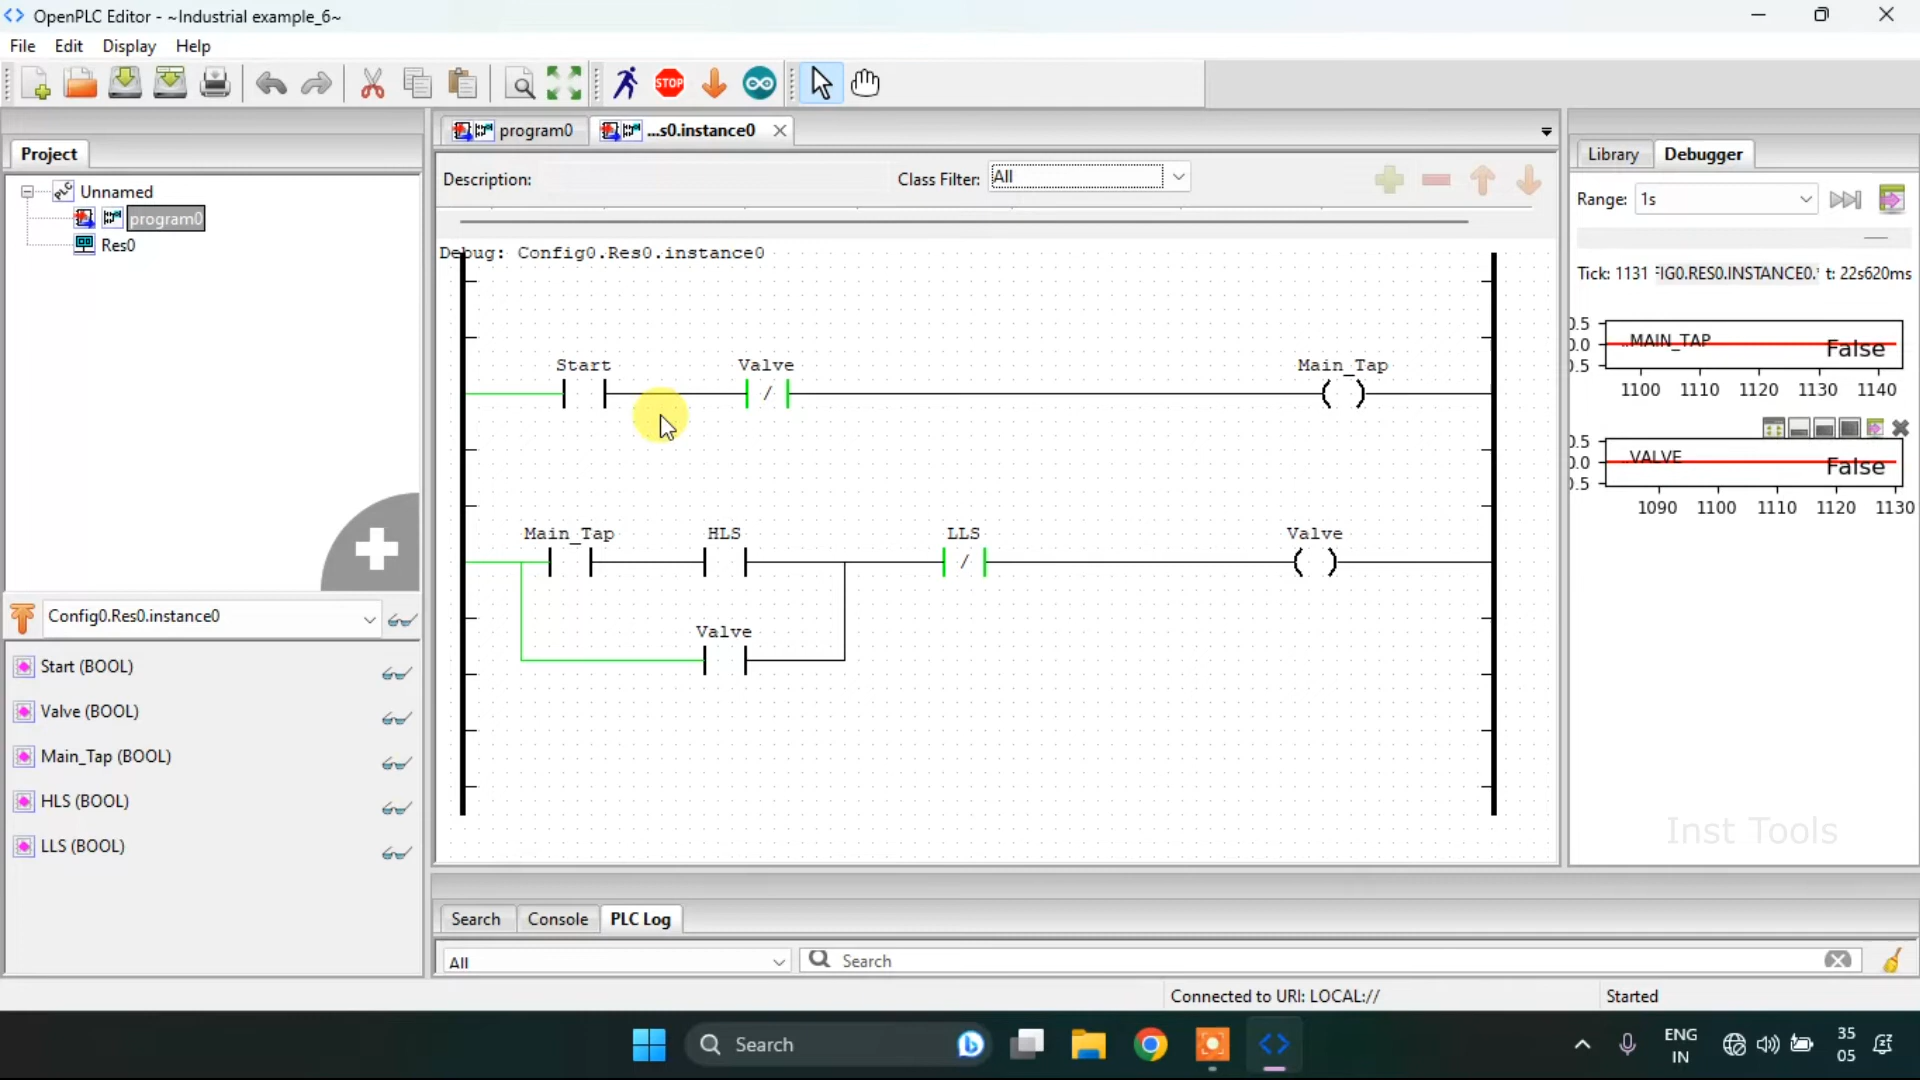 OpenPLC Editor - ~Industrial example_6~
File Edit Display Help
STOP
Project
Unnamed
program0
Res0
Config0.Res0.instance0
Start (BOOL)
Valve (BOOL)
Main_Tap (BOOL)
HLS (BOOL)
LLS (BOOL)
program0 ...s0.instance0
Description: Class Filter: All
Debug: Config0.Res0.instance0
Start Valve Main_Tap
Main_Tap HLS LLS Valve
Valve
Library Debugger
Range: 1s
Tick: 1131 IG0.RES0.INSTANCE0. t: 22s620ms
..MAIN_TAP False
1100 1110 1120 1130 1140
..VALVE False
1090 1100 1110 1120 1130
Inst Tools
Search Console PLC Log
All Search
Connected to URI: LOCAL:// Started
Search
ENG
IN
35
05